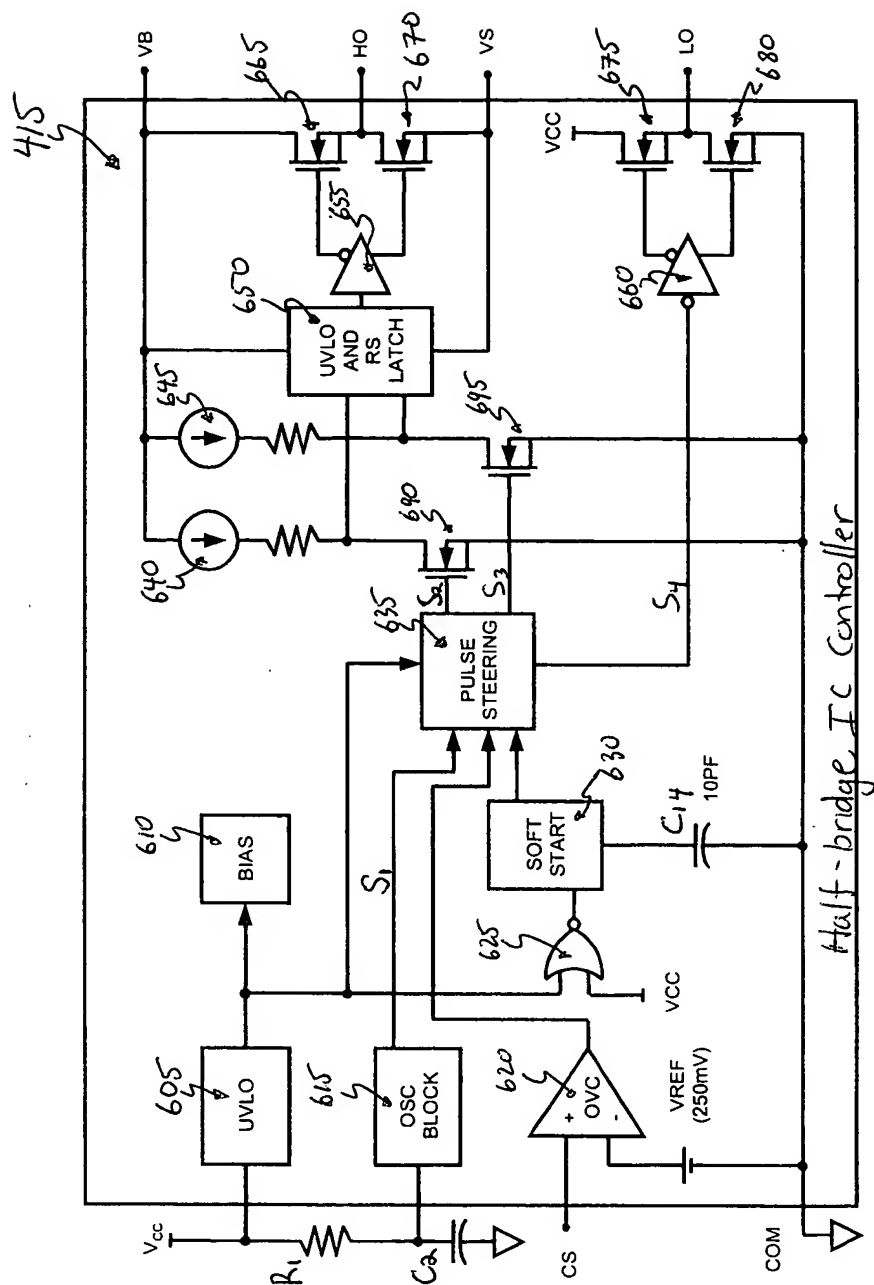 415
VB
665
HO
670
VS
675
LO
680
VCC
655
660
650
UVLO
AND
RS
LATCH
645
640
695
690
S2
S3
S4
635
PULSE
STEERING
610
BIAS
S1
630
SOFT
START
C14
10PF
625
VCC
605
UVLO
615
OSC
BLOCK
620
+
OVC
-
VREF
(250mV)
Vcc
R1
C2
CS
COM
Half-bridge IC Controller